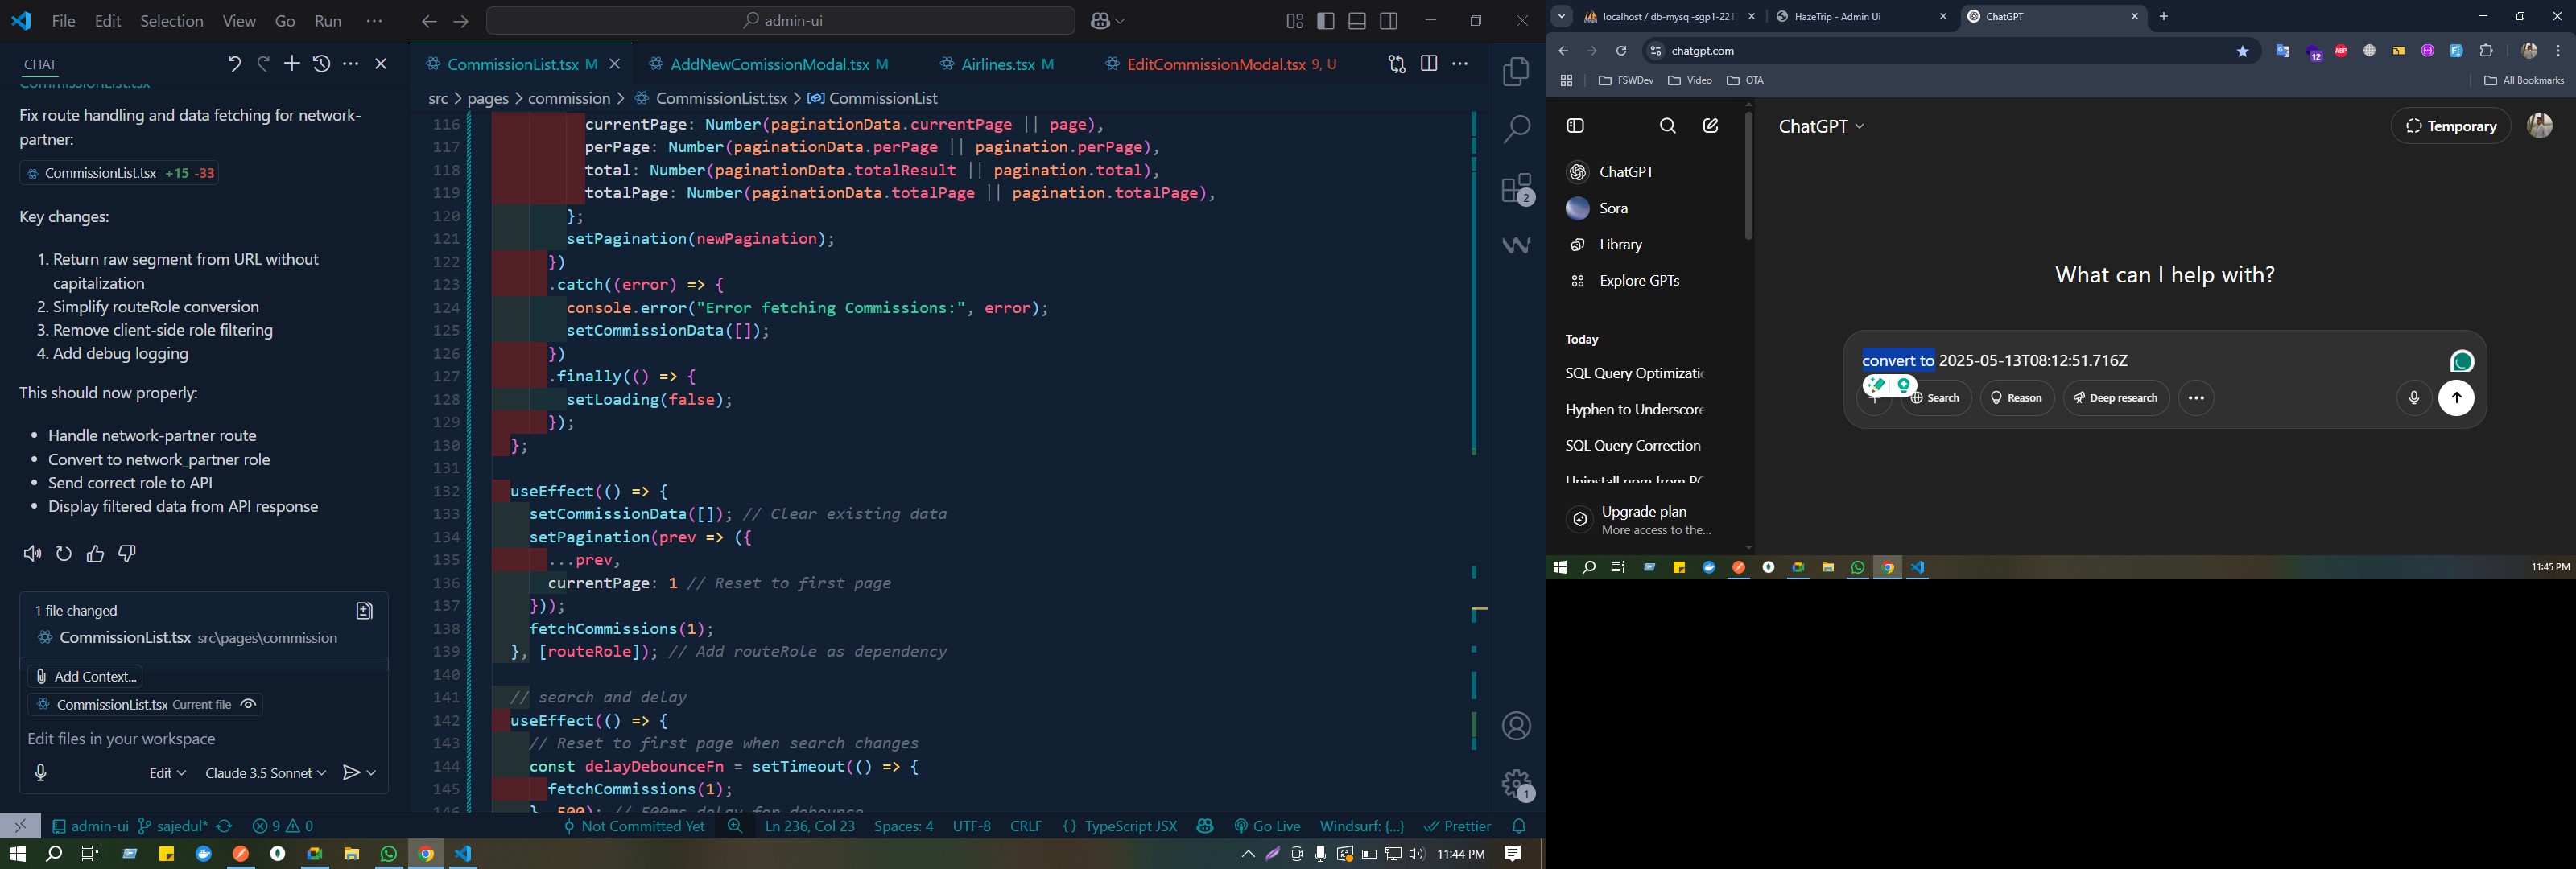 File Edit Selection View Go Run ··· admin-ui
CHAT
CommissionList.tsx
Fix route handling and data fetching for network-
partner:
CommissionList.tsx +15 -33
Key changes:
1. Return raw segment from URL without
capitalization
2. Simplify routeRole conversion
3. Remove client-side role filtering
4. Add debug logging
This should now properly:
• Handle network-partner route
• Convert to network_partner role
• Send correct role to API
• Display filtered data from API response
1 file changed
CommissionList.tsx src\pages\commission
Add Context...
CommissionList.tsx Current file
Edit files in your workspace
Edit Claude 3.5 Sonnet
CommissionList.tsx M AddNewComissionModal.tsx M Airlines.tsx M EditCommissionModal.tsx 9, U
src > pages > commission > CommissionList.tsx > CommissionList
116 currentPage: Number(paginationData.currentPage || page),
117 perPage: Number(paginationData.perPage || pagination.perPage),
118 total: Number(paginationData.totalResult || pagination.total),
119 totalPage: Number(paginationData.totalPage || pagination.totalPage),
120 };
121 setPagination(newPagination);
122 })
123 .catch((error) => {
124 console.error("Error fetching Commissions:", error);
125 setCommissionData([]);
126 })
127 .finally(() => {
128 setLoading(false);
129 });
130 };
131
132 useEffect(() => {
133 setCommissionData([]); // Clear existing data
134 setPagination(prev => ({
135 ...prev,
136 currentPage: 1 // Reset to first page
137 }));
138 fetchCommissions(1);
139 }, [routeRole]); // Add routeRole as dependency
140
141 // search and delay
142 useEffect(() => {
143 // Reset to first page when search changes
144 const delayDebounceFn = setTimeout(() => {
145 fetchCommissions(1);
146 }, 500); // 500ms delay for debounce
2
1
admin-ui sajedul* 9 0 Not Committed Yet Ln 236, Col 23 Spaces: 4 UTF-8 CRLF {} TypeScript JSX Go Live Windsurf: {...} Prettier
11:44 PM
localhost / db-mysql-sgp1-221 HazeTrip - Admin Ui ChatGPT
chatgpt.com
ABP
12
FSWDev Video OTA All Bookmarks
ChatGPT Temporary
ChatGPT
Sora
Library
Explore GPTs
Today
SQL Query Optimizati
Hyphen to Underscore
SQL Query Correction
Uninstall npm from PC
Upgrade plan
More access to the...
What can I help with?
convert to 2025-05-13T08:12:51.716Z
Search Reason Deep research ···
11:45 PM